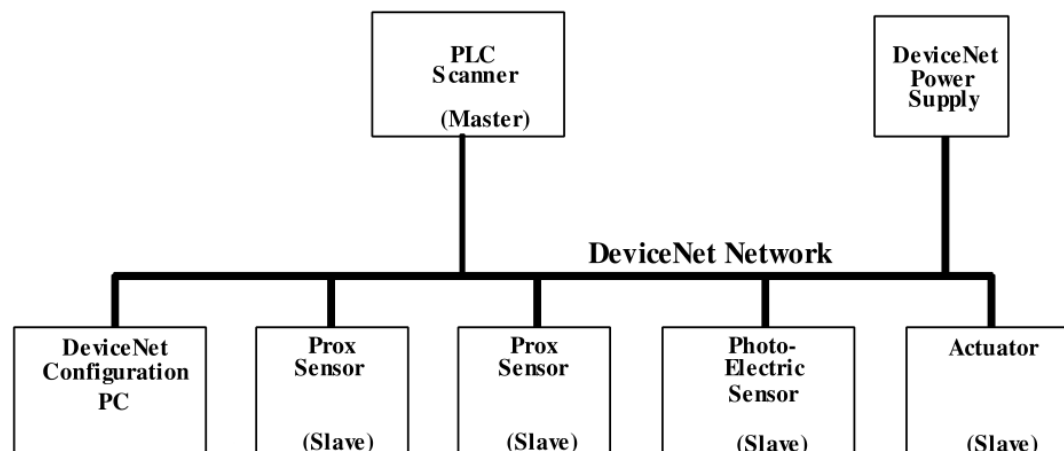 PLC
Scanner
(Master)
DeviceNet
Power
Supply
DeviceNet Network
DeviceNet
Configuration
PC
Prox
Sensor
(Slave)
Prox
Sensor
(Slave)
Photo-
Electric
Sensor
(Slave)
Actuator
(Slave)